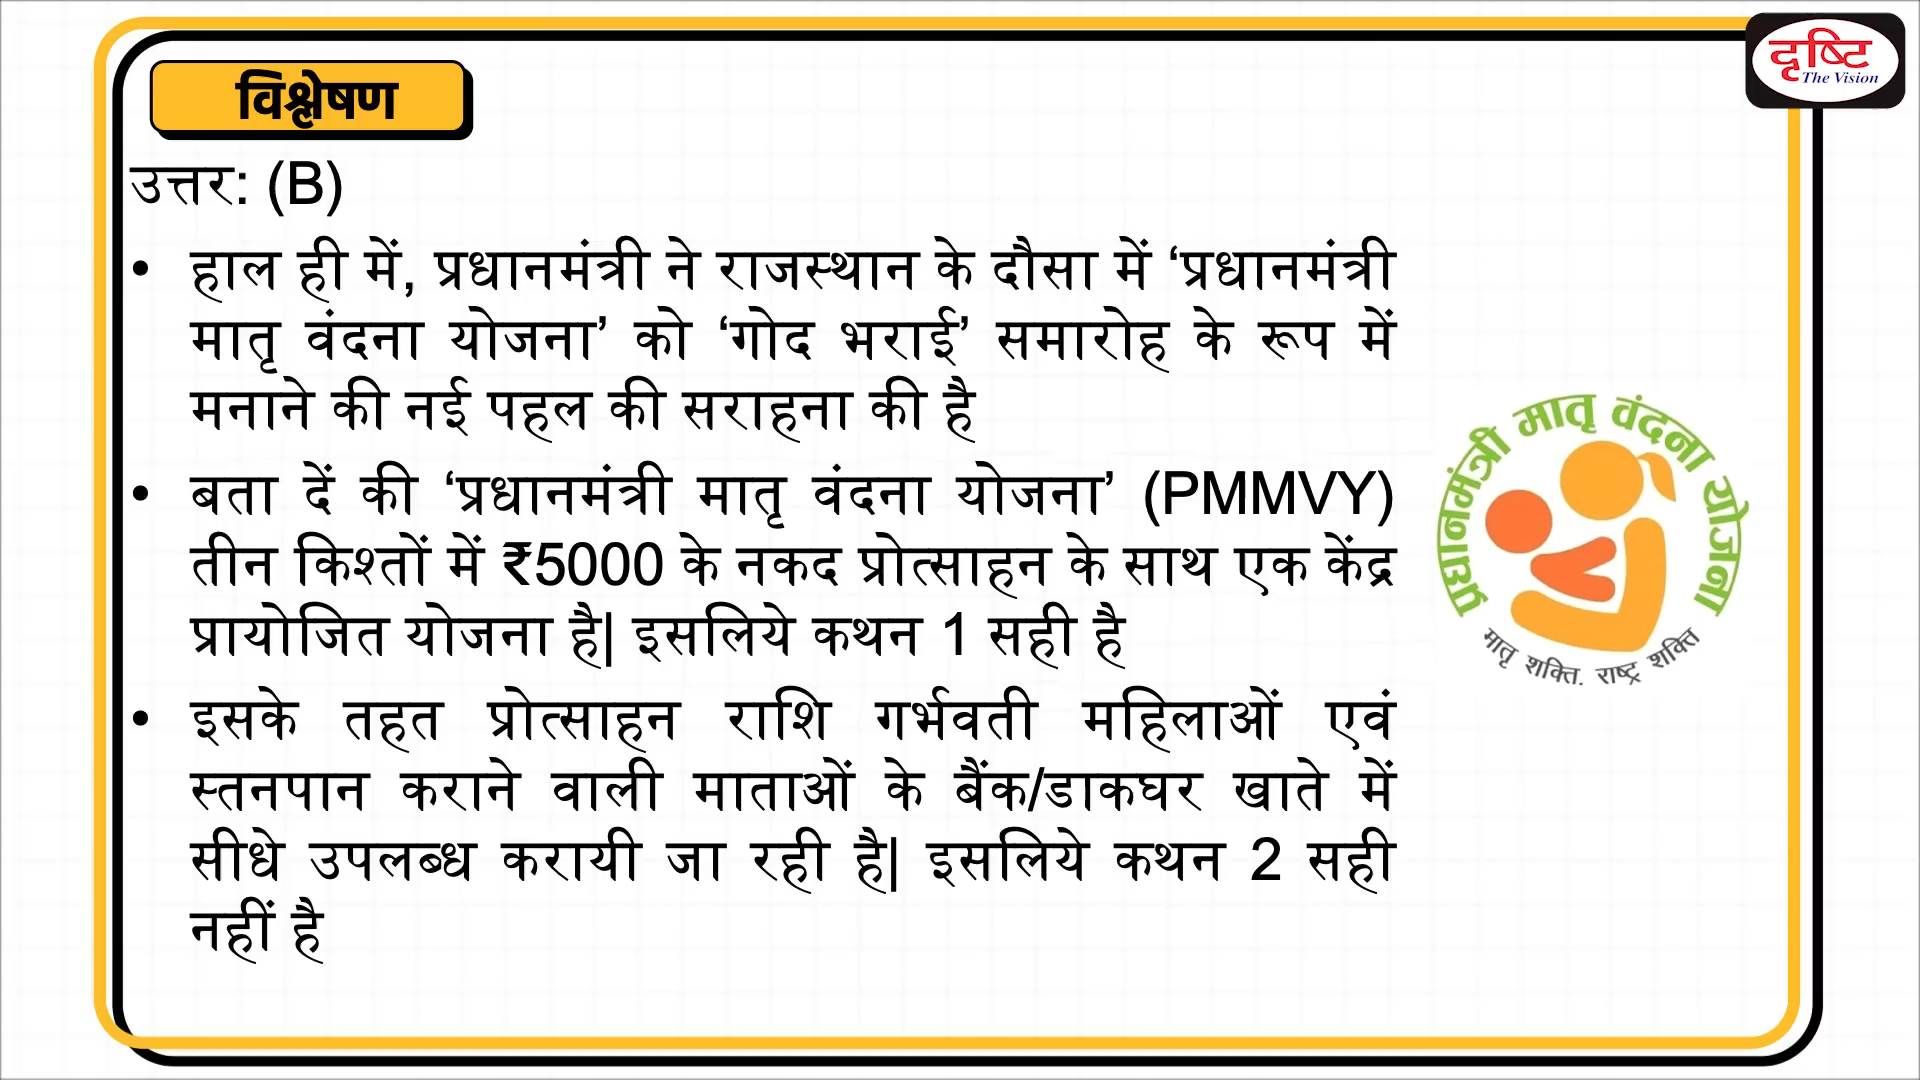 दृष्टि
The Vision
विश्लेषण
उत्तर: (B)
• हाल ही में, प्रधानमंत्री ने राजस्थान के दौसा में ‘प्रधानमंत्री
मातृ वंदना योजना’ को ‘गोद भराई’ समारोह के रूप में
मनाने की नई पहल की सराहना की है
• बता दें की ‘प्रधानमंत्री मातृ वंदना योजना’ (PMMVY)
तीन किश्तों में ₹5000 के नकद प्रोत्साहन के साथ एक केंद्र
प्रायोजित योजना है| इसलिये कथन 1 सही है
• इसके तहत प्रोत्साहन राशि गर्भवती महिलाओं एवं
स्तनपान कराने वाली माताओं के बैंक/डाकघर खाते में
सीधे उपलब्ध करायी जा रही है| इसलिये कथन 2 सही
नहीं है
प्रधानमंत्री मातृ वंदना योजना
मातृ शक्ति. राष्ट्र शक्ति